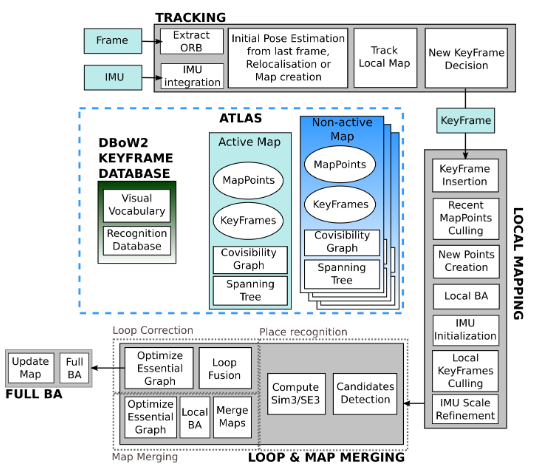 TRACKING
Frame
IMU
Extract
ORB
IMU
integration
Initial Pose Estimation
from last frame,
Relocalisation or
Map creation
Track
Local Map
New KeyFrame
Decision
KeyFrame
ATLAS
DBoW2
KEYFRAME
DATABASE
Visual
Vocabulary
Recognition
Database
Active Map
MapPoints
KeyFrames
Covisibility
Graph
Spanning
Tree
Non-active
Map
MapPoints
KeyFrames
Covisibility
Graph
Spanning
Tree
LOCAL MAPPING
KeyFrame
Insertion
Recent
MapPoints
Culling
New Points
Creation
Local BA
IMU
Initialization
Local
KeyFrames
Culling
IMU Scale
Refinement
Loop Correction
Optimize
Essential
Graph
Loop
Fusion
Place recognition
Compute
Sim3/SE3
Candidates
Detection
Optimize
Essential
Graph
Local
BA
Merge
Maps
Map Merging
LOOP & MAP MERGING
Update
Map
Full
BA
FULL BA